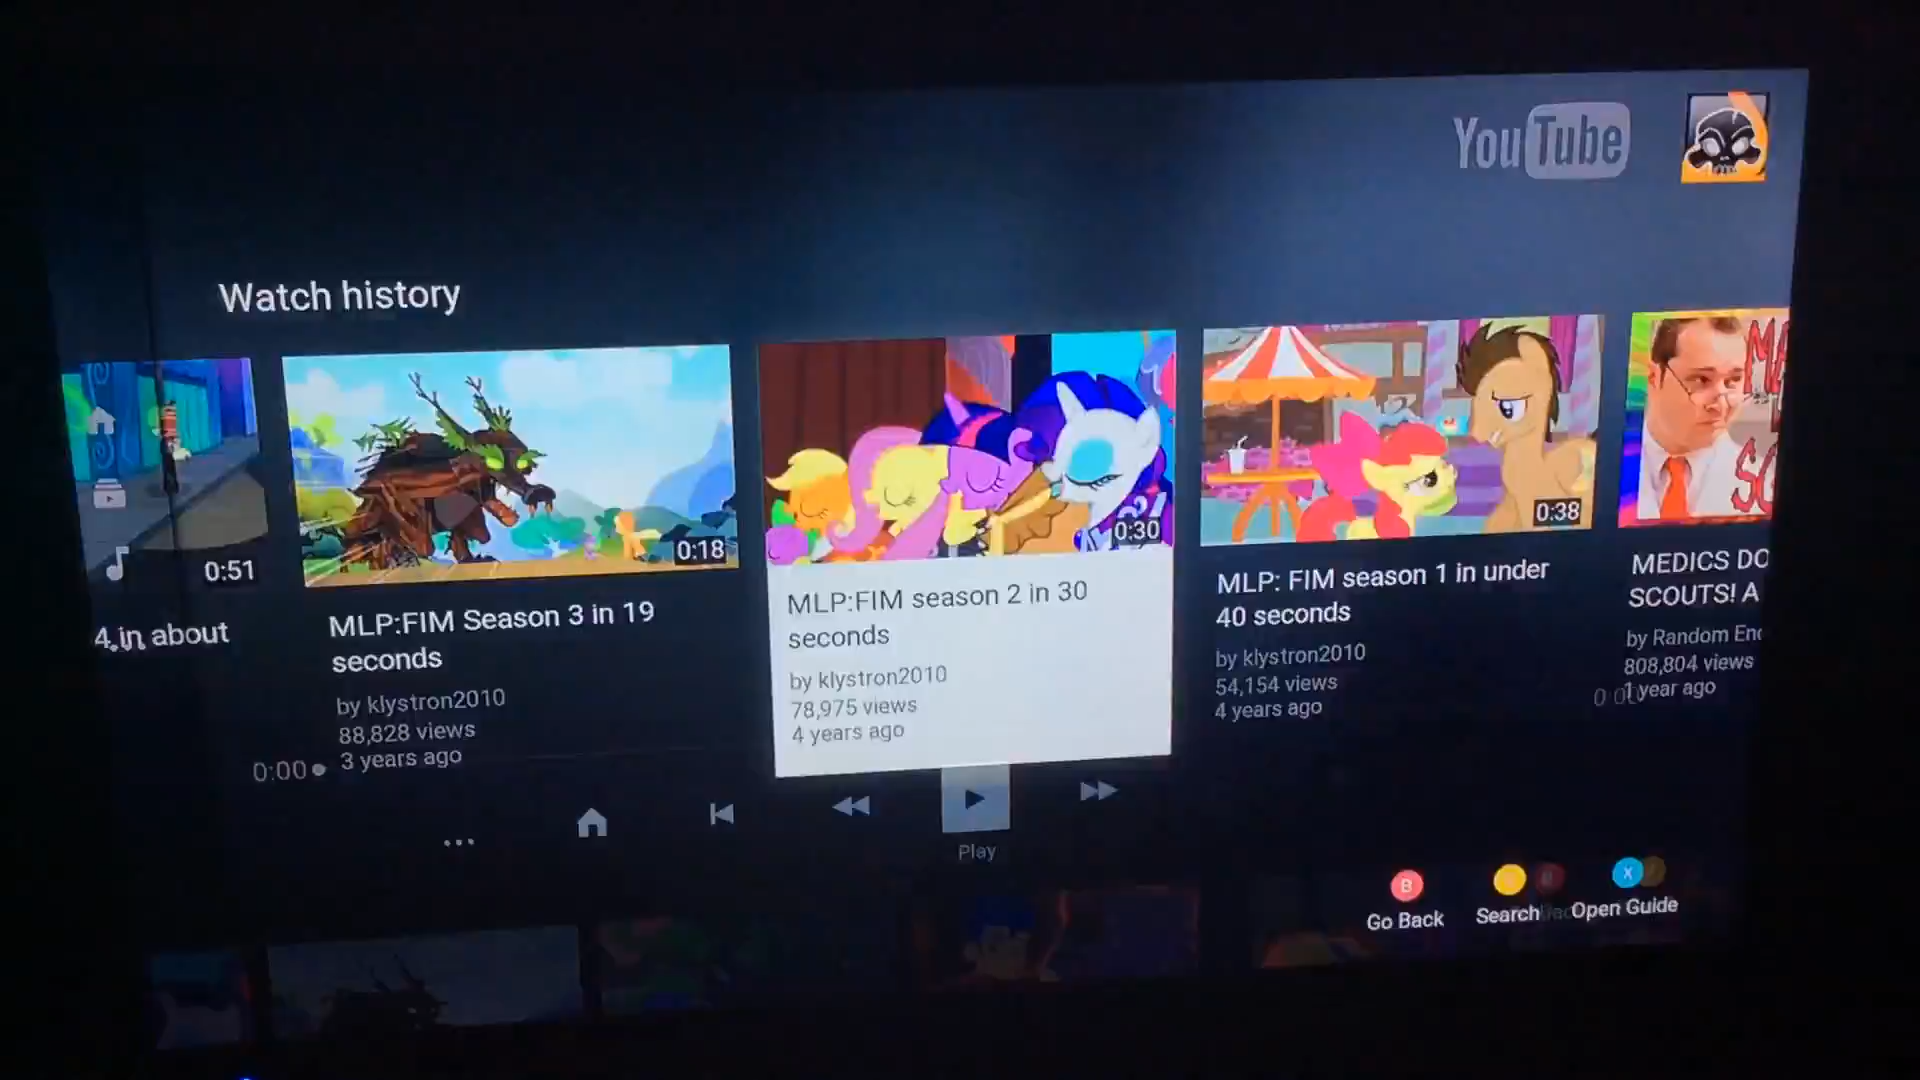 YouTube
Watch history
0:51
4 in about
0:18
MLP:FIM Season 3 in 19
seconds
by klystron2010
88,828 views
3 years ago
0:30
MLP:FIM season 2 in 30
seconds
by klystron2010
78,975 views
4 years ago
0:38
MLP: FIM season 1 in under
40 seconds
by klystron2010
54,154 views
4 years ago
MEDICS DO
SCOUTS! A
by Random Enc
808,804 views
1 year ago
0:00
Play
B
Go Back
Search
X
Open Guide